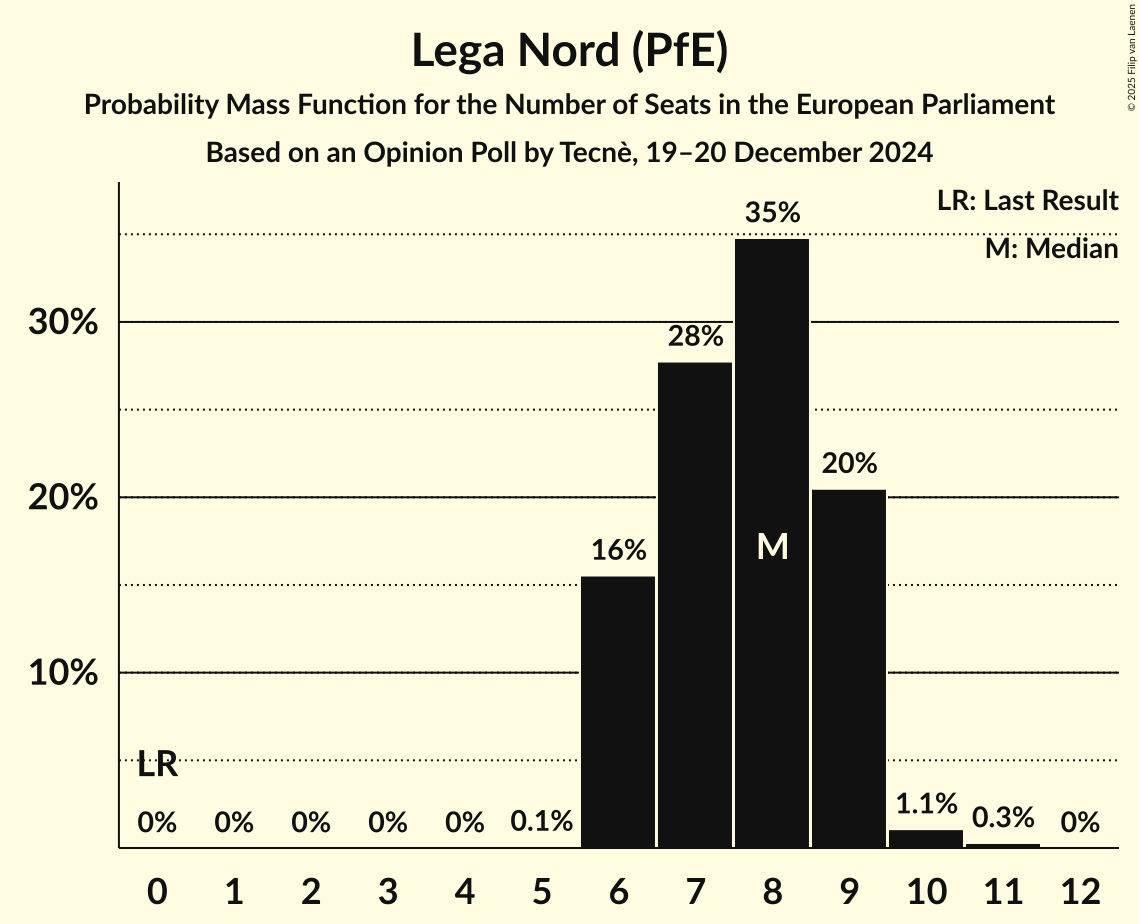 Lega Nord (PfE)
Probability Mass Function for the Number of Seats in the European Parliament
Based on an Opinion Poll by Tecnè, 19–20 December 2024
© 2025 Filip van Laenen
LR: Last Result
M: Median
35%
30%
28%
20%
20%
16%
M
10%
LR
0% 0% 0% 0% 0% 0.1% 1.1% 0.3% 0%
0 1 2 3 4 5 6 7 8 9 10 11 12